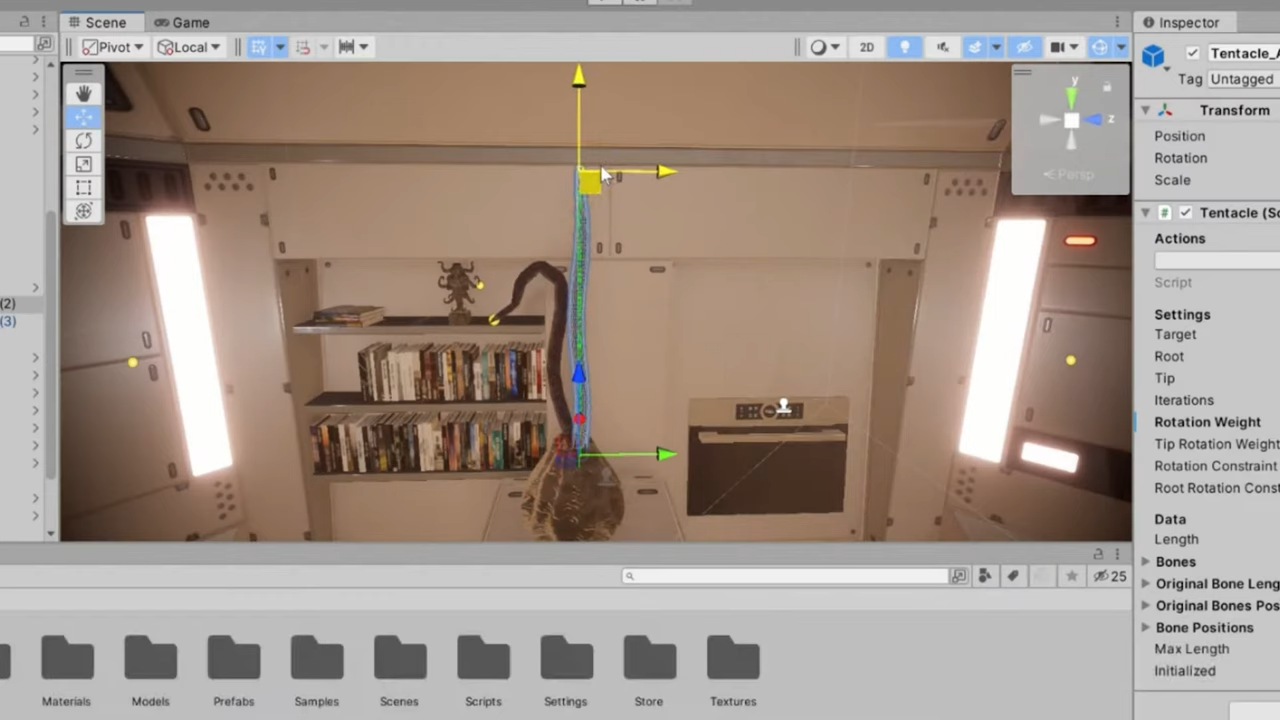 Scene
Game
Inspector
Pivot
Local
2D
Tentacle_A
Tag Untagged
y
z
Persp
Transform
Position
Rotation
Scale
Tentacle (Sc
Actions
Script
(2)
(3)
Settings
Target
Root
Tip
Iterations
Rotation Weight
Tip Rotation Weight
Rotation Constraint
Root Rotation Const
Data
Length
Bones
Original Bone Leng
Original Bones Pos
Bone Positions
Max Length
Initialized
25
Materials
Models
Prefabs
Samples
Scenes
Scripts
Settings
Store
Textures